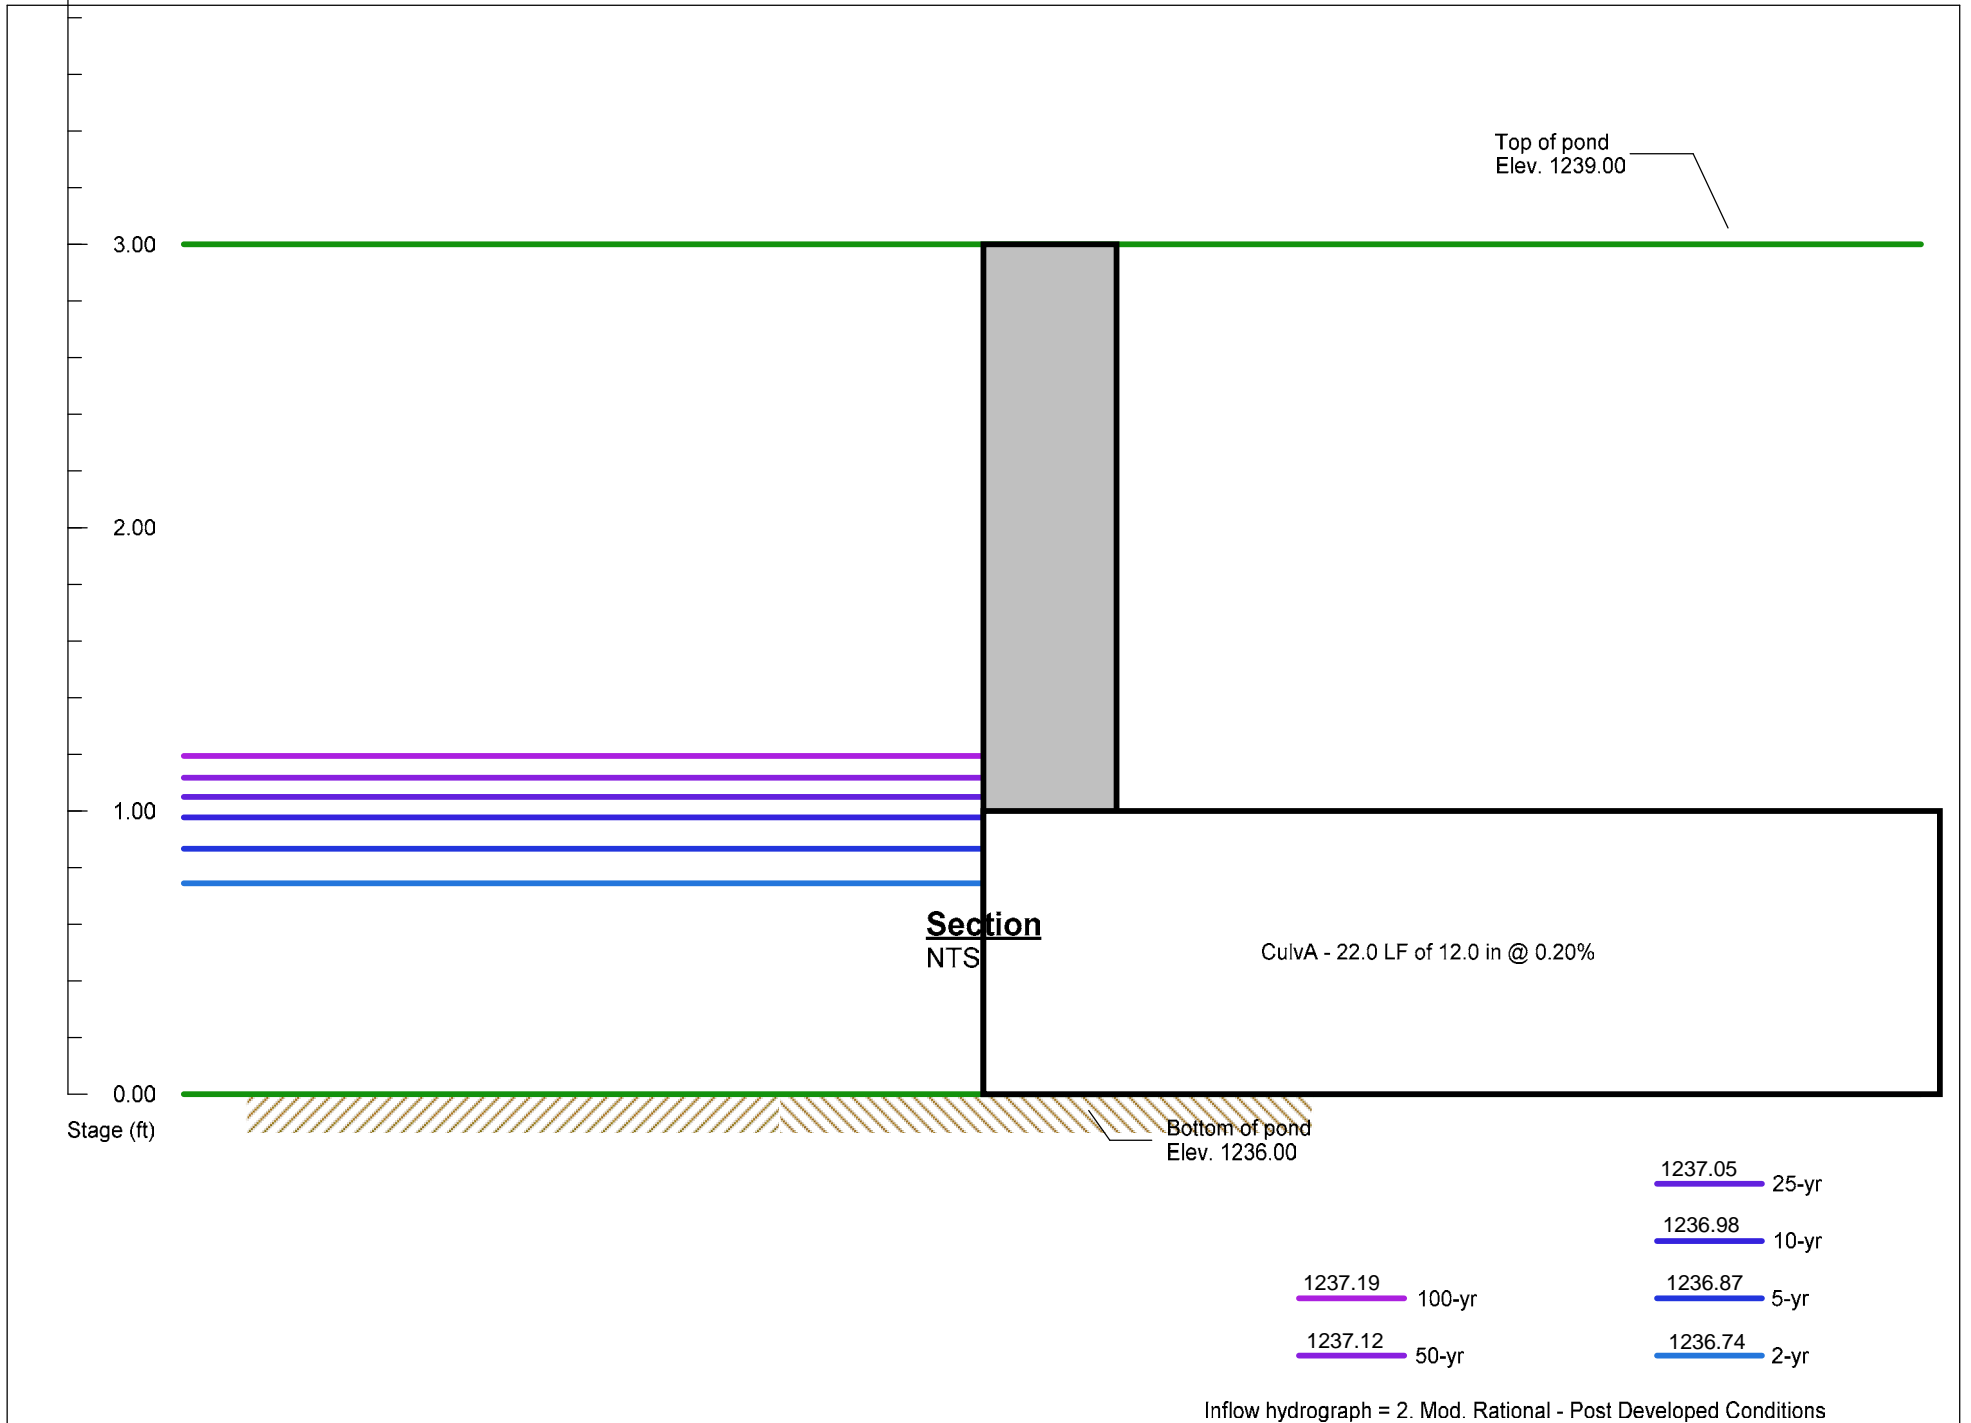 Top of pond
Elev. 1239.00
3.00
2.00
1.00
Section
NTS
CulvA - 22.0 LF of 12.0 in @ 0.20%
0.00
Stage (ft)
Bottom of pond
Elev. 1236.00
1237.05
25-yr
1236.98
10-yr
1237.19
100-yr
1236.87
5-yr
1237.12
50-yr
1236.74
2-yr
Inflow hydrograph = 2. Mod. Rational - Post Developed Conditions